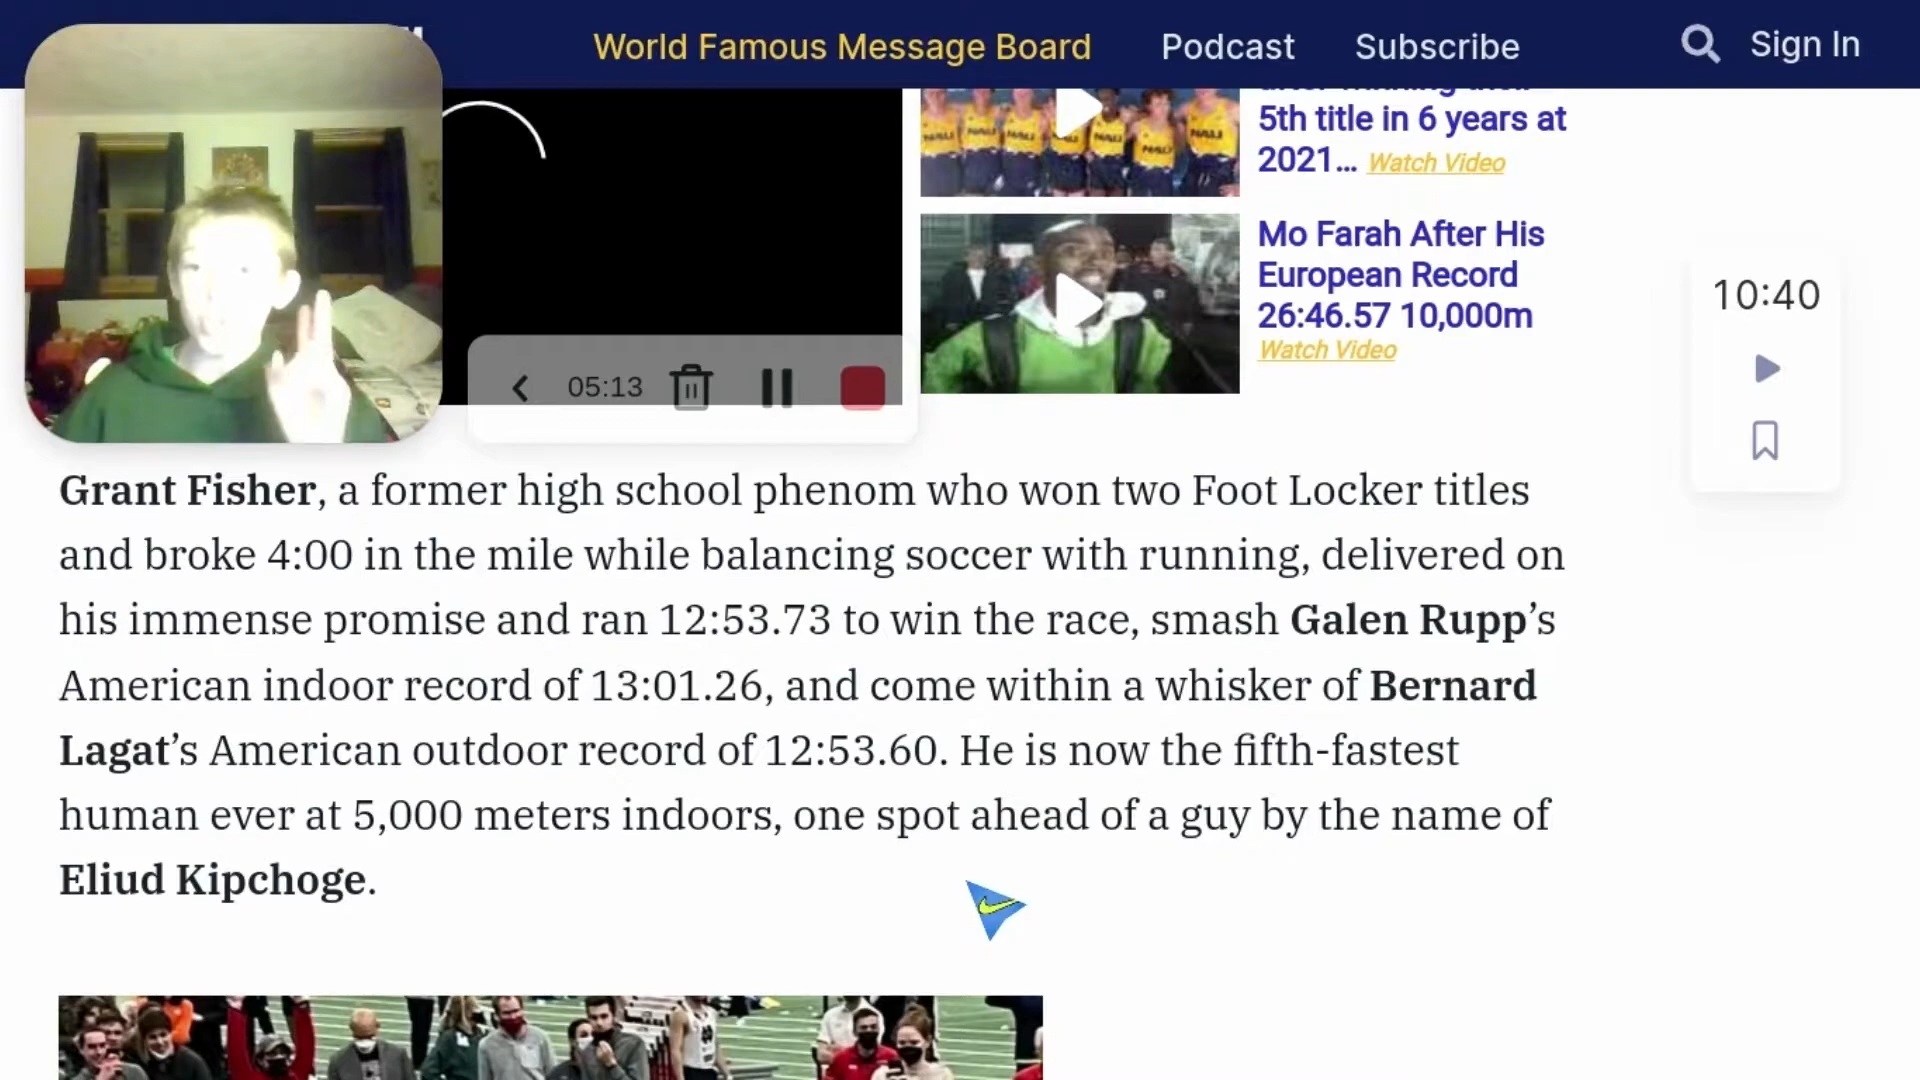 World Famous Message Board Podcast Subscribe Sign In
5th title in 6 years at
2021... Watch Video
Mo Farah After His
European Record
26:46.57 10,000m
Watch Video
10:40
05:13
Grant Fisher, a former high school phenom who won two Foot Locker titles
and broke 4:00 in the mile while balancing soccer with running, delivered on
his immense promise and ran 12:53.73 to win the race, smash Galen Rupp’s
American indoor record of 13:01.26, and come within a whisker of Bernard
Lagat’s American outdoor record of 12:53.60. He is now the fifth-fastest
human ever at 5,000 meters indoors, one spot ahead of a guy by the name of
Eliud Kipchoge.